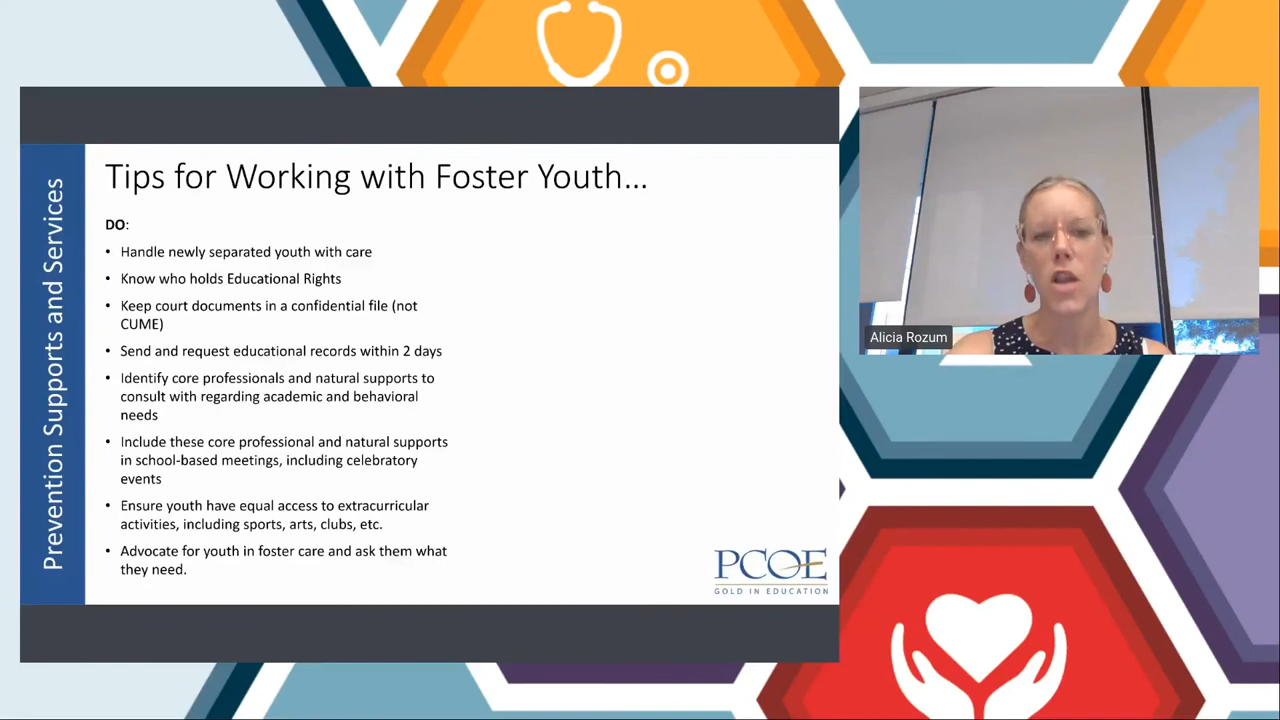 Prevention Supports and Services
Tips for Working with Foster Youth...
DO:
• Handle newly separated youth with care
• Know who holds Educational Rights
• Keep court documents in a confidential file (not
CUME)
• Send and request educational records within 2 days
• Identify core professionals and natural supports to
consult with regarding academic and behavioral
needs
• Include these core professional and natural supports
in school-based meetings, including celebratory
events
• Ensure youth have equal access to extracurricular
activities, including sports, arts, clubs, etc.
• Advocate for youth in foster care and ask them what
they need.
PCOE
GOLD IN EDUCATION
Alicia Rozum